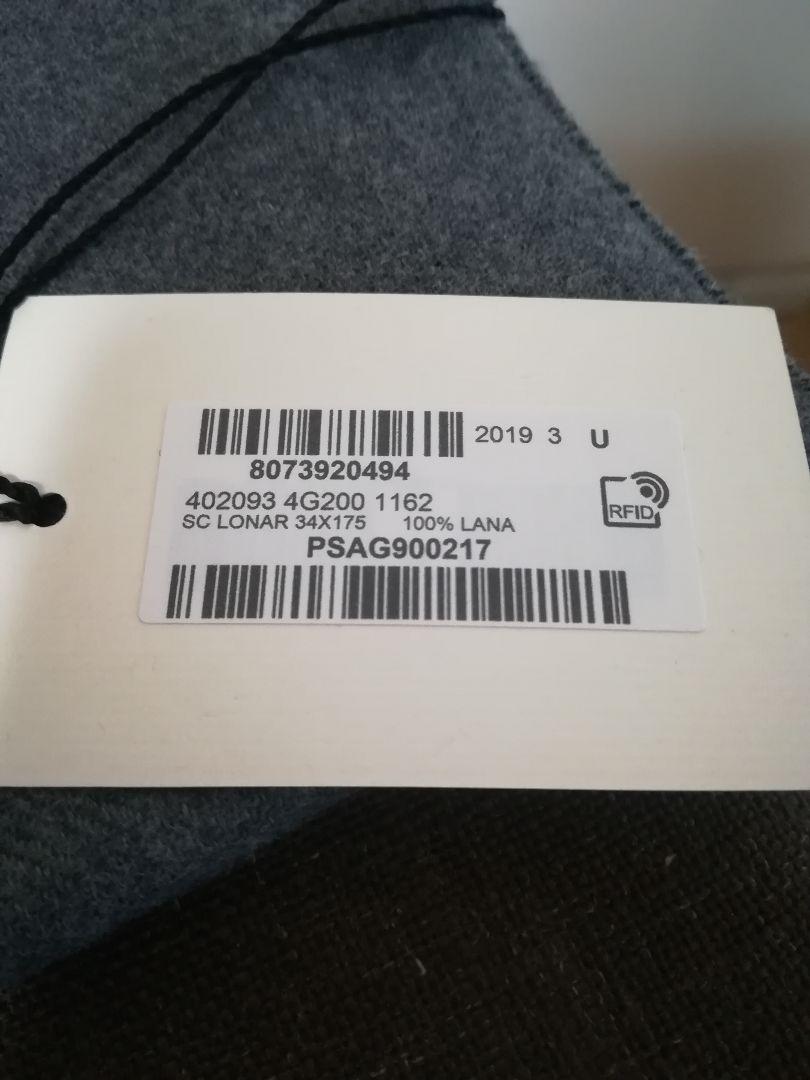 2019 3 U
8073920494
402093 4G200 1162
SC LONAR 34X175 100% LANA
RFID
PSAG900217